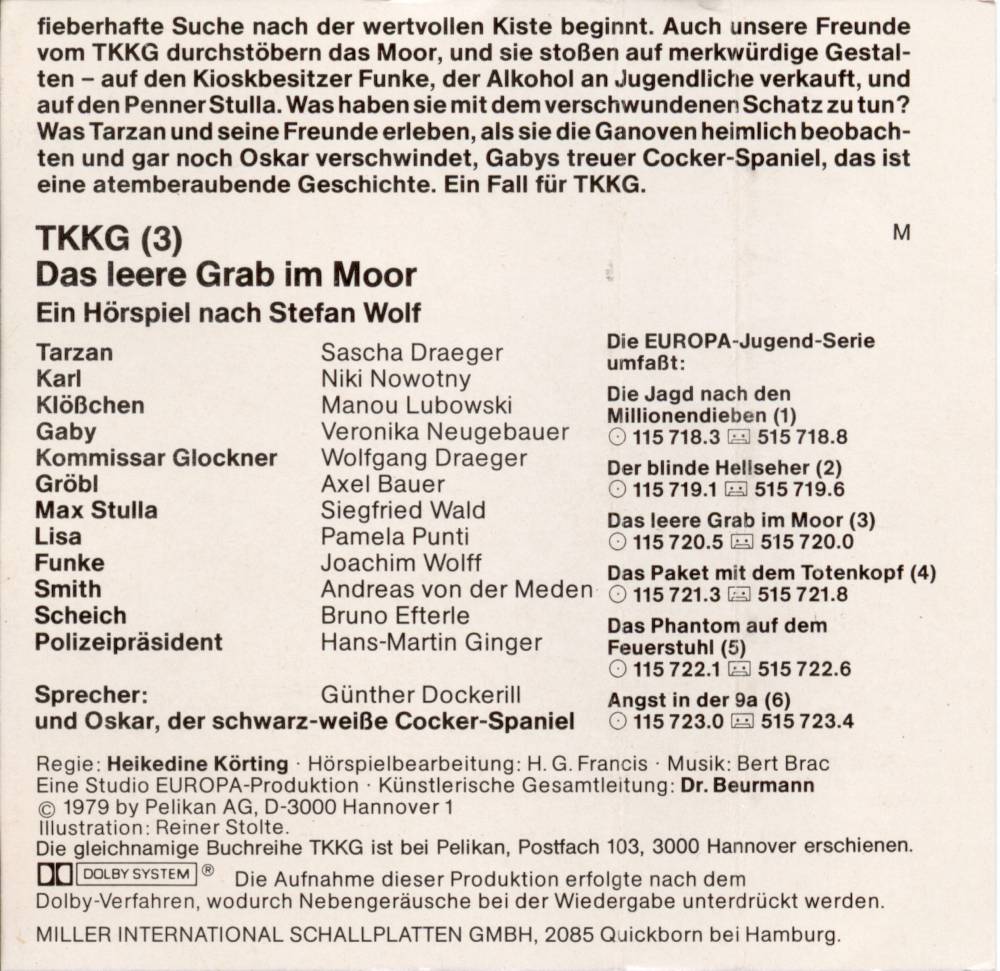 fieberhafte Suche nach der wertvollen Kiste beginnt. Auch unsere Freunde
vom TKKG durchstöbern das Moor, und sie stoßen auf merkwürdige Gestal-
ten – auf den Kioskbesitzer Funke, der Alkohol an Jugendliche verkauft, und
auf den Penner Stulla. Was haben sie mit dem verschwundenen Schatz zu tun?
Was Tarzan und seine Freunde erleben, als sie die Ganoven heimlich beobach-
ten und gar noch Oskar verschwindet, Gabys treuer Cocker-Spaniel, das ist
eine atemberaubende Geschichte. Ein Fall für TKKG.
TKKG (3)
M
Das leere Grab im Moor
Ein Hörspiel nach Stefan Wolf
Tarzan Sascha Draeger
Karl Niki Nowotny
Klößchen Manou Lubowski
Gaby Veronika Neugebauer
Kommissar Glockner Wolfgang Draeger
Gröbl Axel Bauer
Max Stulla Siegfried Wald
Lisa Pamela Punti
Funke Joachim Wolff
Smith Andreas von der Meden
Scheich Bruno Efterle
Polizeipräsident Hans-Martin Ginger
Sprecher: Günther Dockerill
und Oskar, der schwarz-weiße Cocker-Spaniel
Die EUROPA-Jugend-Serie
umfaßt:
Die Jagd nach den
Millionendieben (1)
115 718.3 515 718.8
Der blinde Hellseher (2)
115 719.1 515 719.6
Das leere Grab im Moor (3)
115 720.5 515 720.0
Das Paket mit dem Totenkopf (4)
115 721.3 515 721.8
Das Phantom auf dem
Feuerstuhl (5)
115 722.1 515 722.6
Angst in der 9a (6)
115 723.0 515 723.4
Regie: Heikedine Körting · Hörspielbearbeitung: H. G. Francis · Musik: Bert Brac
Eine Studio EUROPA-Produktion · Künstlerische Gesamtleitung: Dr. Beurmann
© 1979 by Pelikan AG, D-3000 Hannover 1
Illustration: Reiner Stolte.
Die gleichnamige Buchreihe TKKG ist bei Pelikan, Postfach 103, 3000 Hannover erschienen.
DOLBY SYSTEM ® Die Aufnahme dieser Produktion erfolgte nach dem
Dolby-Verfahren, wodurch Nebengeräusche bei der Wiedergabe unterdrückt werden.
MILLER INTERNATIONAL SCHALLPLATTEN GMBH, 2085 Quickborn bei Hamburg.